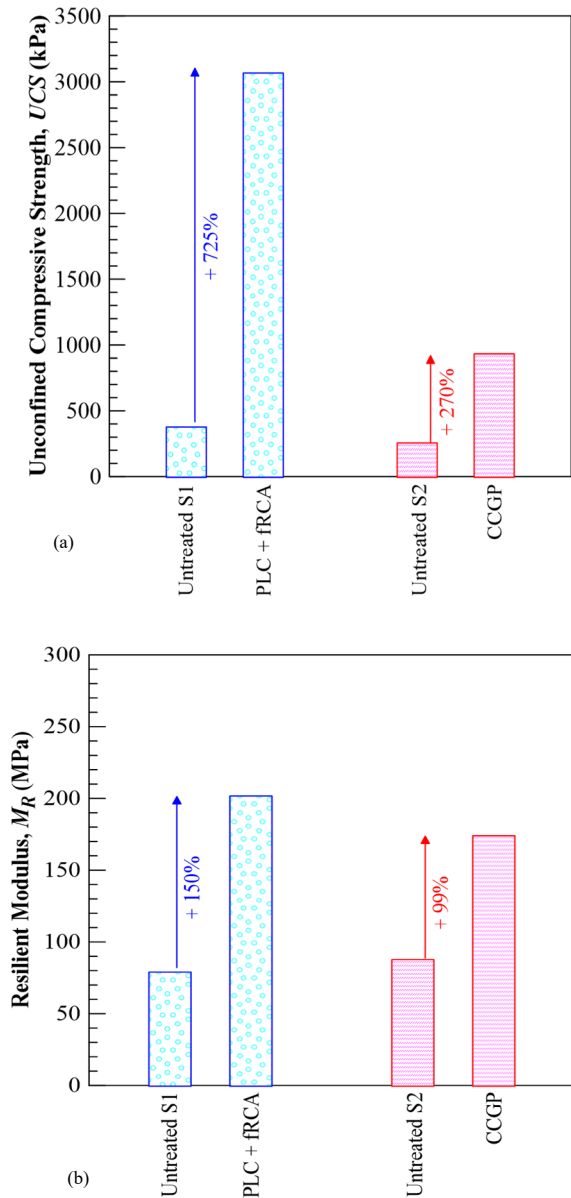 3500
3000
2500
2000
1500
1000
500
0
Unconfined Compressive Strength, UCS (kPa)
+ 725%
+ 270%
Untreated S1
PLC + fRCA
Untreated S2
CCGP
(a)
300
250
200
150
100
50
0
Resilient Modulus, MR (MPa)
+ 150%
+ 99%
Untreated S1
PLC + fRCA
Untreated S2
CCGP
(b)